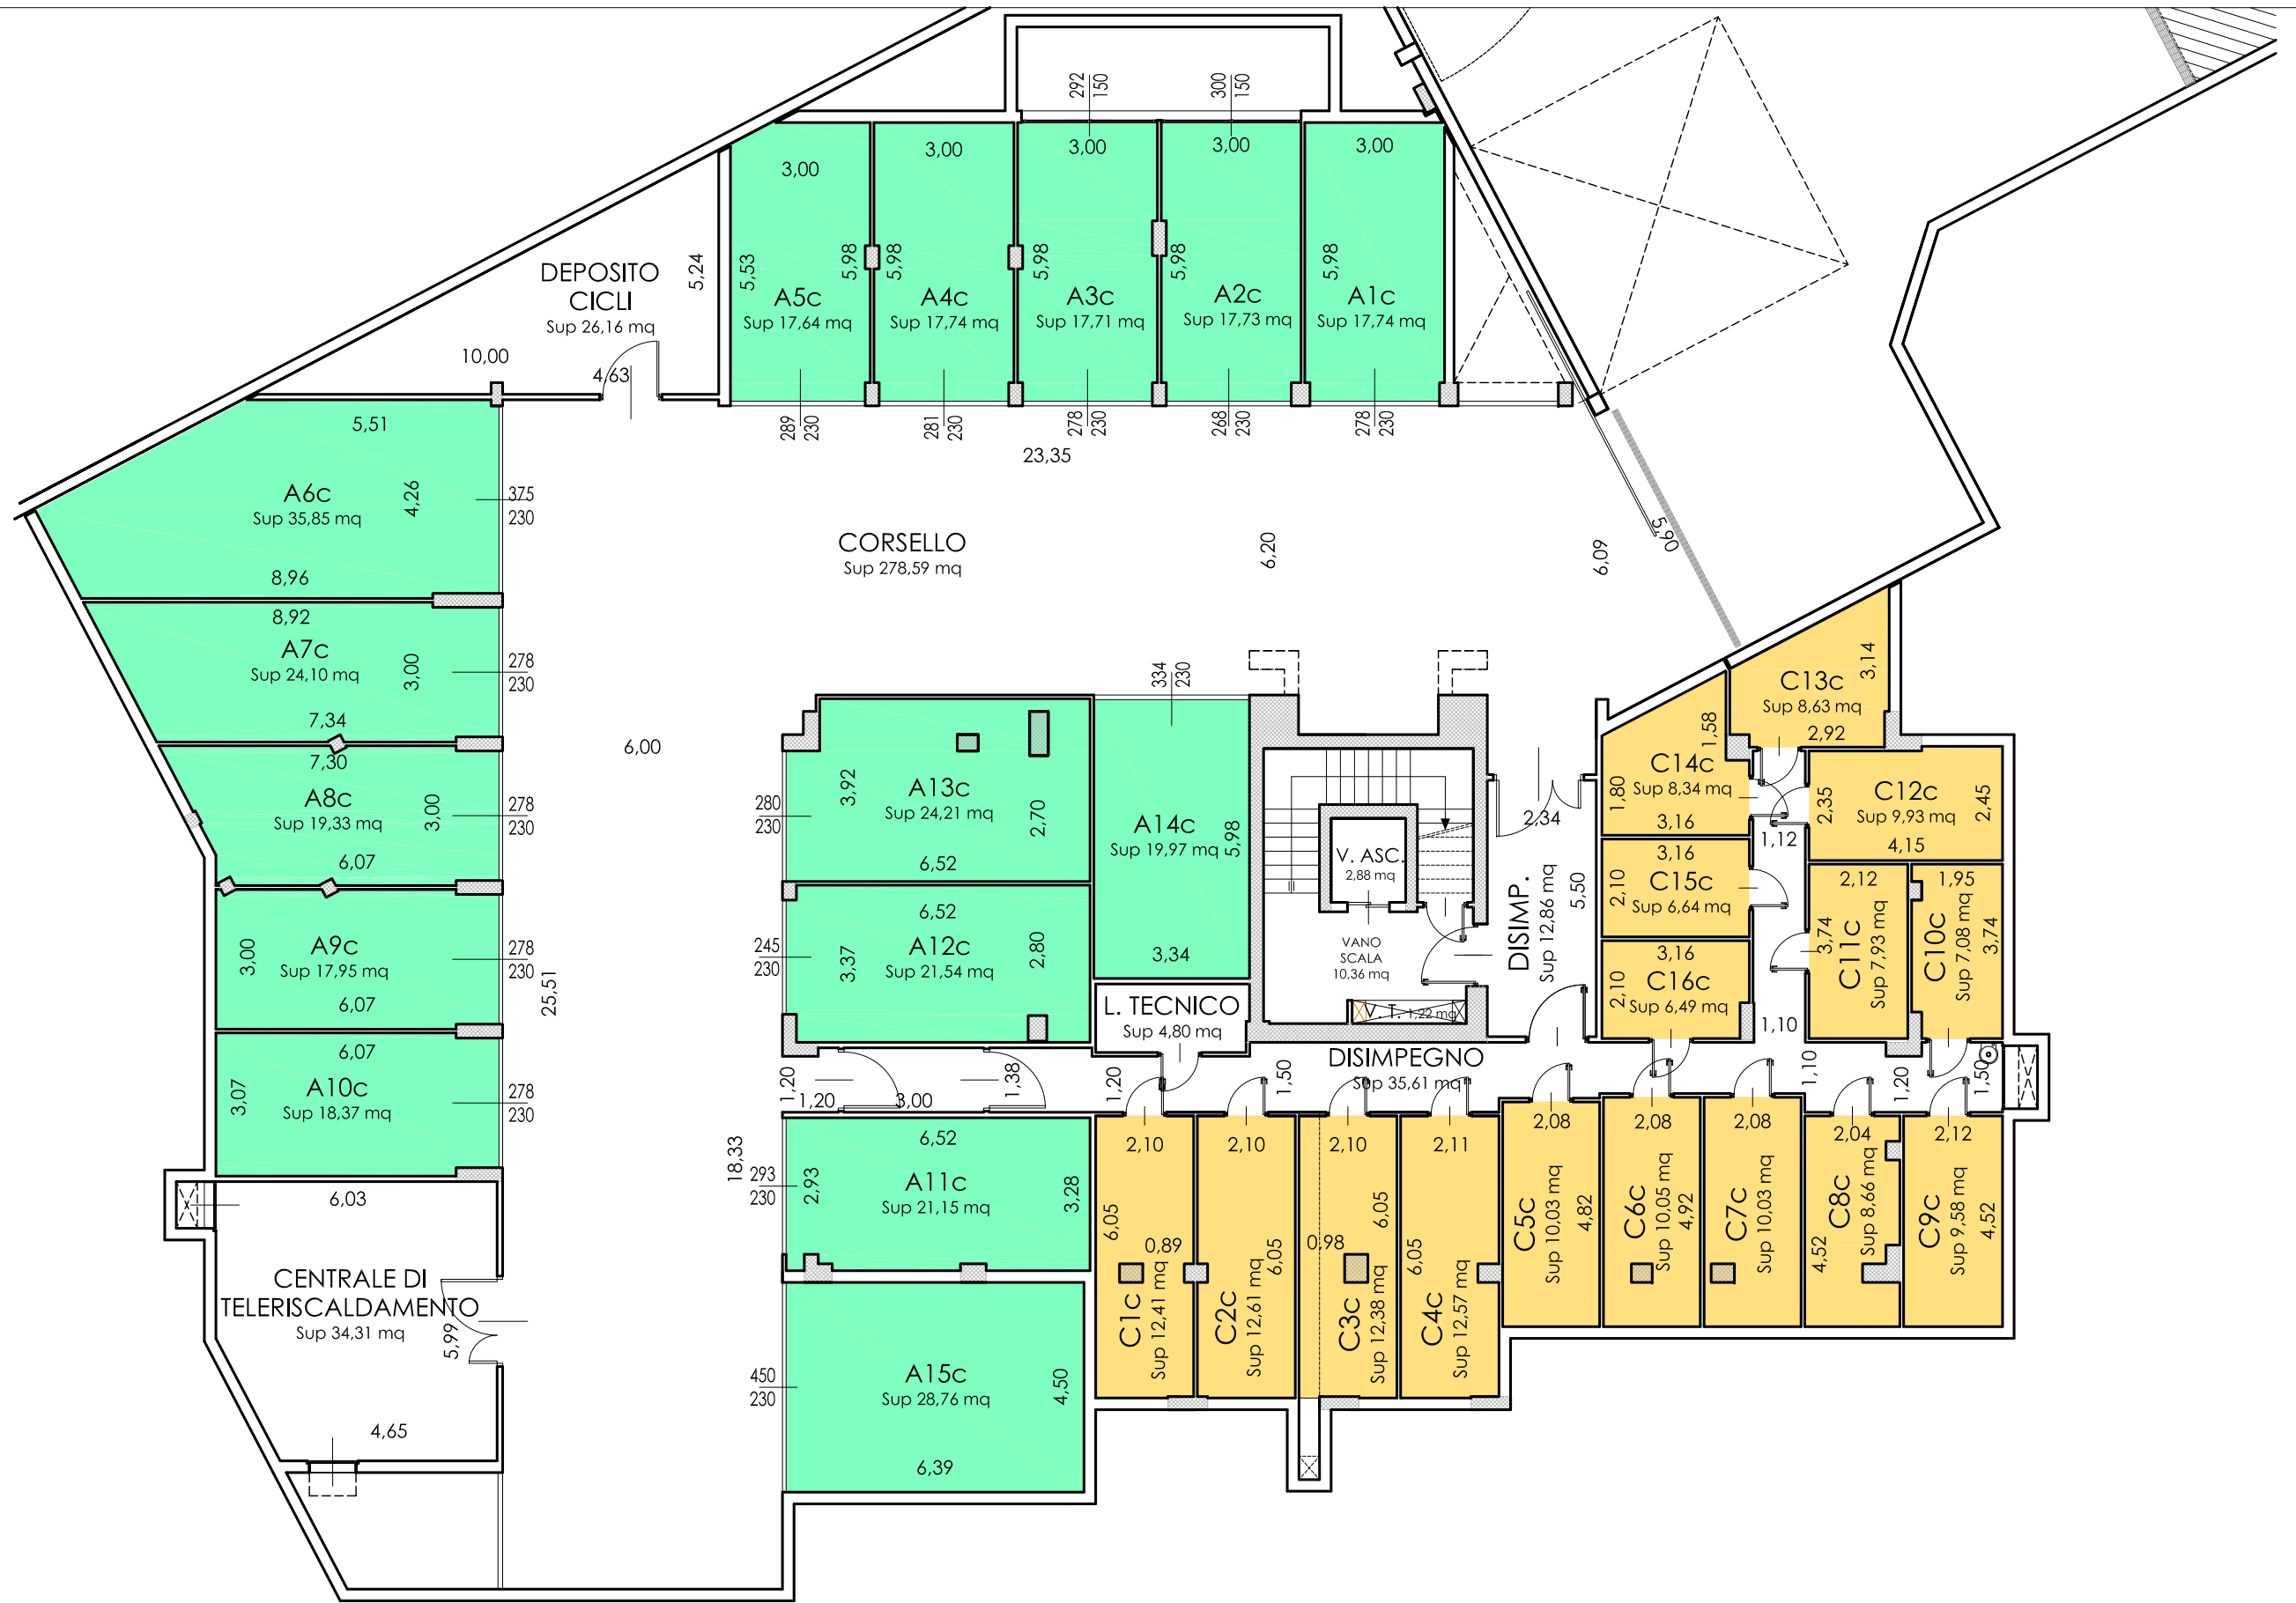 292
150
300
150
3,00
3,00
3,00
3,00
3,00
5,24
5,53
5,98
5,98
5,98
5,98
5,98
DEPOSITO
CICLI
Sup 26,16 mq
A5c
Sup 17,64 mq
A4c
Sup 17,74 mq
A3c
Sup 17,71 mq
A2c
Sup 17,73 mq
A1c
Sup 17,74 mq
10,00
4,63
289
230
281
230
278
230
268
230
278
230
23,35
5,51
A6c
Sup 35,85 mq
4,26
375
230
8,96
CORSELLO
Sup 278,59 mq
6,20
6,09
5,90
8,92
A7c
Sup 24,10 mq
3,00
278
230
7,34
7,30
A8c
Sup 19,33 mq
3,00
278
230
6,07
6,00
A9c
Sup 17,95 mq
3,00
278
230
6,07
25,51
6,07
A10c
Sup 18,37 mq
3,07
278
230
6,03
CENTRALE DI
TELERISCALDAMENTO
Sup 34,31 mq
5,99
4,65
334
230
3,92
A13c
Sup 24,21 mq
2,70
280
230
6,52
6,52
A12c
Sup 21,54 mq
3,37
2,80
245
230
A14c
Sup 19,97 mq
5,98
3,34
L. TECNICO
Sup 4,80 mq
V. ASC.
2,88 mq
VANO
SCALA
10,36 mq
V. T. 1,22 mq
2,34
DISIMP.
Sup 12,86 mq
5,50
DISIMPEGNO
Sup 35,61 mq
1,20
1,20
3,00
1,38
1,20
1,50
18,33
6,52
A11c
Sup 21,15 mq
2,93
3,28
293
230
A15c
Sup 28,76 mq
4,50
450
230
6,39
C13c
Sup 8,63 mq
3,14
2,92
1,58
C14c
Sup 8,34 mq
1,80
3,16
C12c
Sup 9,93 mq
2,35
2,45
4,15
1,12
3,16
C15c
Sup 6,64 mq
2,10
3,16
C16c
Sup 6,49 mq
2,10
2,12
C11c
Sup 7,93 mq
3,74
1,95
C10c
Sup 7,08 mq
3,74
1,10
1,10
1,20
1,50
2,10
C1c
Sup 12,41 mq
6,05
0,89
2,10
C2c
Sup 12,61 mq
6,05
2,10
C3c
Sup 12,38 mq
6,05
0,98
2,11
C4c
Sup 12,57 mq
6,05
2,08
C5c
Sup 10,03 mq
4,82
2,08
C6c
Sup 10,05 mq
4,92
2,08
C7c
Sup 10,03 mq
2,04
C8c
Sup 8,66 mq
4,52
2,12
C9c
Sup 9,58 mq
4,52